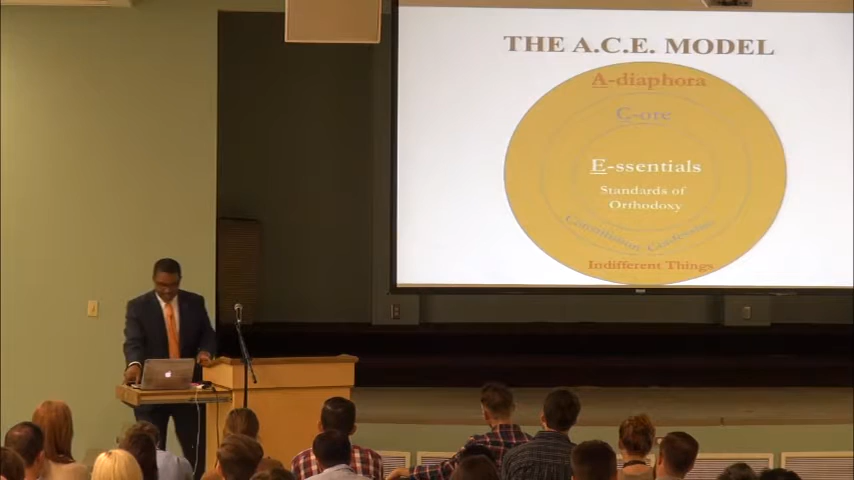 THE A.C.E. MODEL
A-diaphora
C-ore
E-ssentials
Standards of
Orthodoxy
Indifferent Things